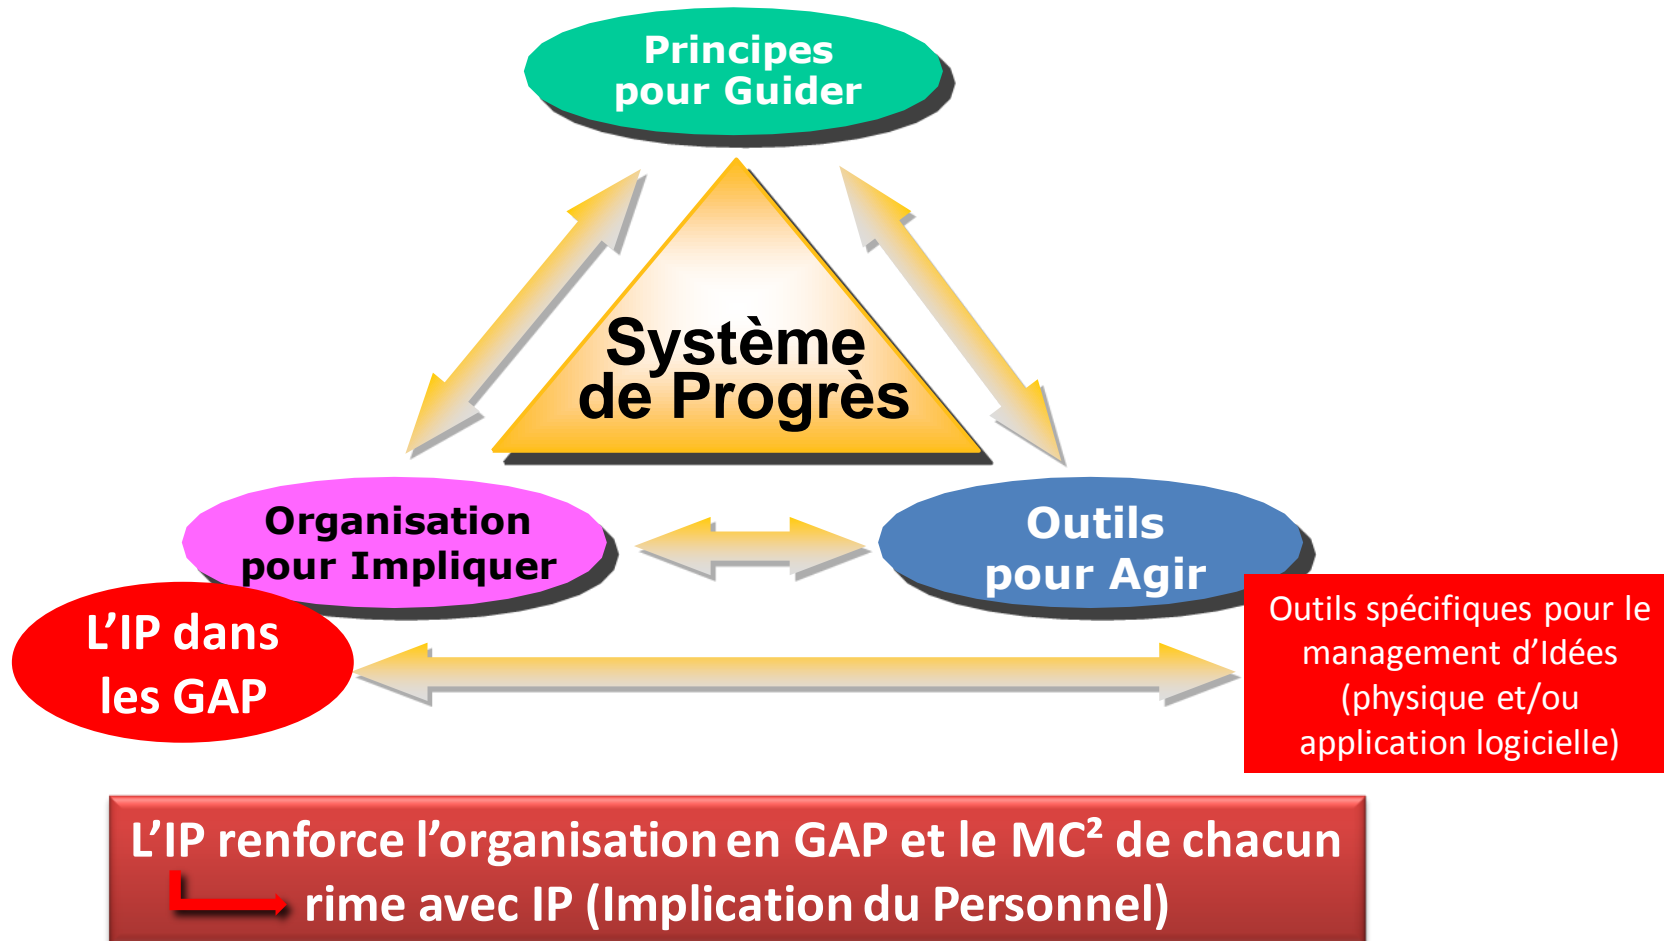 Principes
pour Guider
Système
de Progrès
Organisation
pour Impliquer
Outils
pour Agir
L’IP dans
les GAP
Outils spécifiques pour le
management d’Idées
(physique et/ou
application logicielle)
L’IP renforce l’organisation en GAP et le MC² de chacun
rime avec IP (Implication du Personnel)